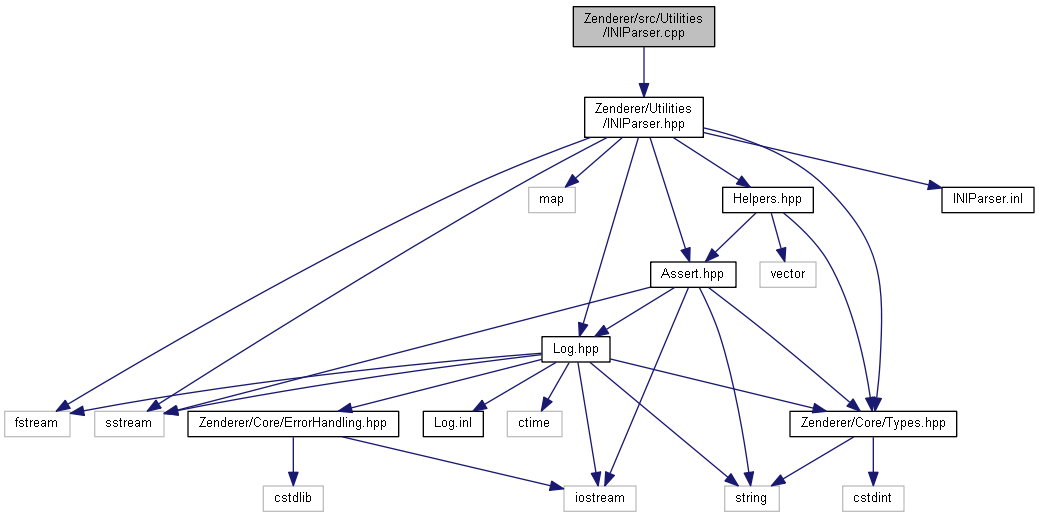 Zenderer/src/Utilities
/INIParser.cpp
Zenderer/Utilities
/INIParser.hpp
map
Helpers.hpp
INIParser.inl
Assert.hpp
vector
Log.hpp
fstream
sstream
Zenderer/Core/ErrorHandling.hpp
Log.inl
ctime
Zenderer/Core/Types.hpp
cstdlib
iostream
string
cstdint